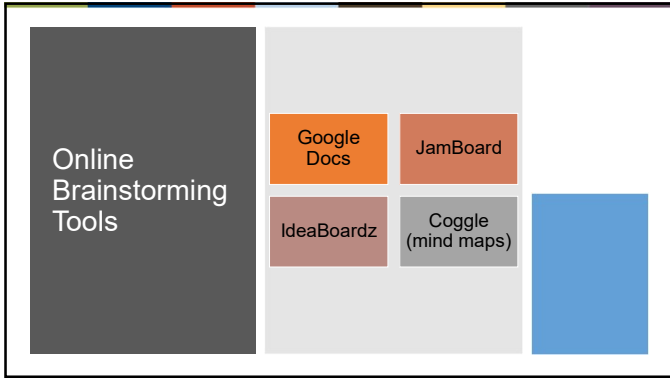 Online
Brainstorming
Tools
Google
Docs
JamBoard
IdeaBoardz
Coggle
(mind maps)